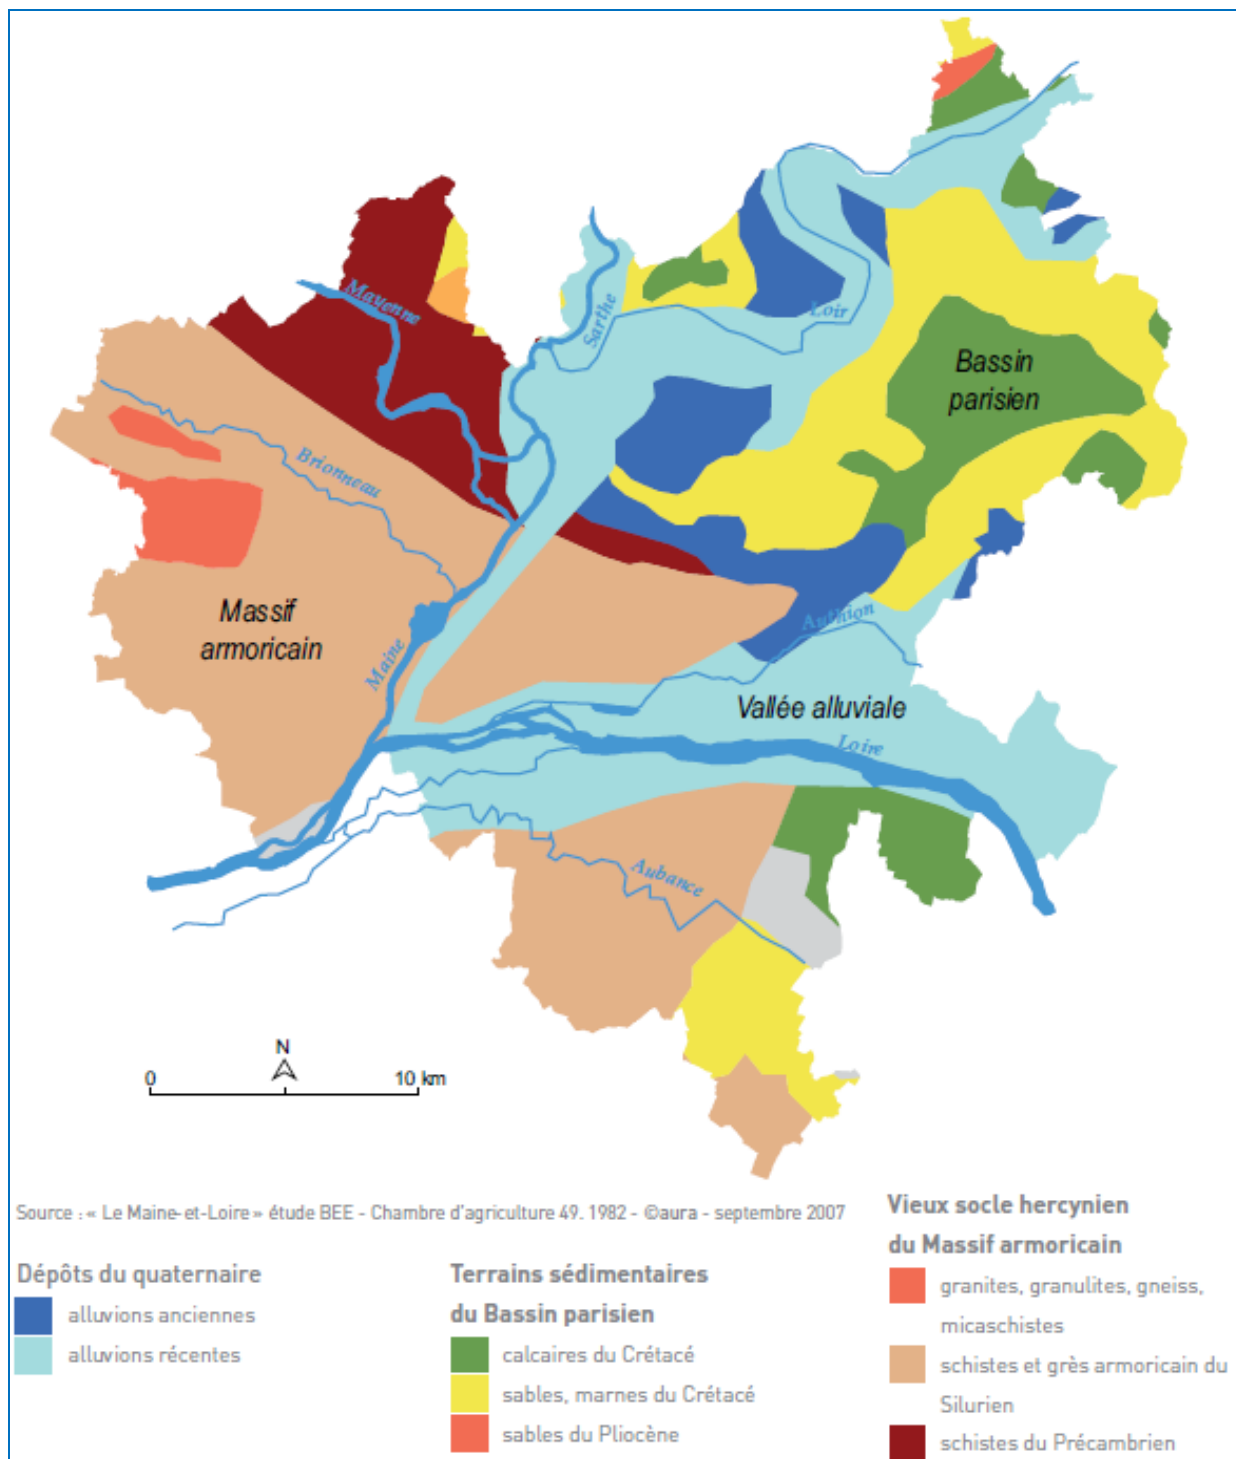 Mayenne
Sarthe
Loir
Bassin
parisien
Brionneau
Massif
armoricain
Maine
Authion
Vallée alluviale
Loire
Aubance
N
0 10 km
Source : « Le Maine-et-Loire » étude BEE - Chambre d'agriculture 49. 1982 - ©aura - septembre 2007
Dépôts du quaternaire
alluvions anciennes
alluvions récentes
Terrains sédimentaires
du Bassin parisien
calcaires du Crétacé
sables, marnes du Crétacé
sables du Pliocène
Vieux socle hercynien
du Massif armoricain
granites, granulites, gneiss,
micaschistes
schistes et grès armoricain du
Silurien
schistes du Précambrien